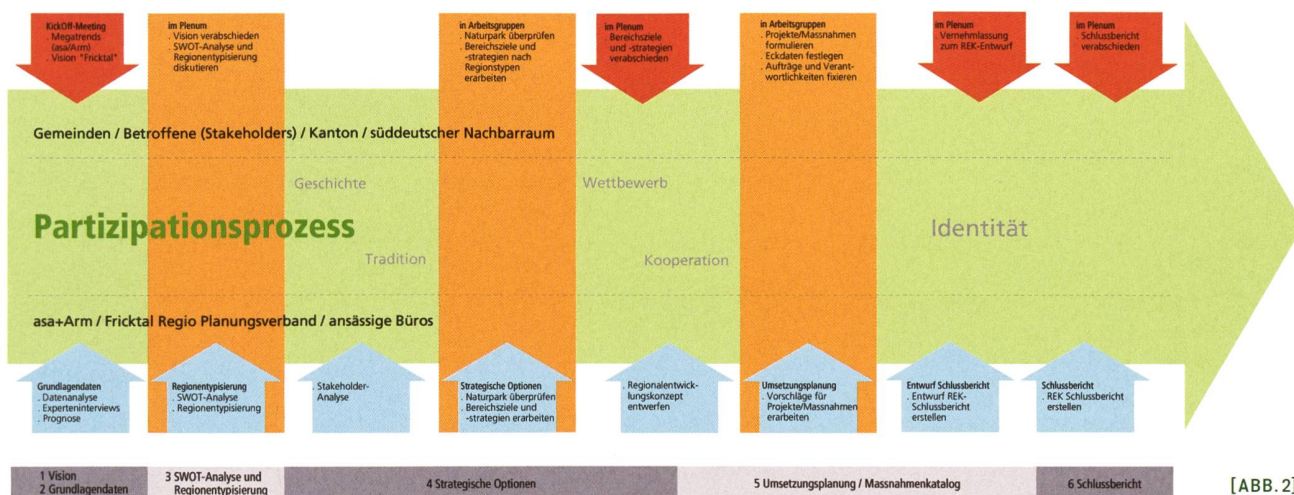 KickOff-Meeting
. Megatrends
(asa/Arm)
. Vision "Fricktal"
im Plenum
. Vision verabschieden
. SWOT-Analyse und
Regionentypisierung
diskutieren
in Arbeitsgruppen
. Naturpark überprüfen
. Bereichsziele und
-strategien nach
Regionstypen
erarbeiten
im Plenum
. Bereichsziele
und -strategien
verabschieden
in Arbeitsgruppen
. Projekte/Massnahmen
formulieren
. Eckdaten festlegen
. Aufträge und Verant-
wortlichkeiten fixieren
im Plenum
. Vernehmlassung
zum REK-Entwurf
im Plenum
. Schlussbericht
verabschieden
Gemeinden / Betroffene (Stakeholders) / Kanton / süddeutscher Nachbarraum
Geschichte
Wettbewerb
Partizipationsprozess
Identität
Tradition
Kooperation
asa+Arm / Fricktal Regio Planungsverband / ansässige Büros
Grundlagendaten
. Datenanalyse
. Experteninterviews
. Prognose
Regionentypisierung
. SWOT-Analyse
. Regionentypisierung
. Stakeholder-
Analyse
Strategische Optionen
. Naturpark überprüfen
. Bereichsziele und
-strategien erarbeiten
. Regionalentwick-
lungskonzept
entwerfen
Umsetzungsplanung
. Vorschläge für
Projekte/Massnahmen
erarbeiten
Entwurf Schlussbericht
. Entwurf REK-
Schlussbericht
erstellen
Schlussbericht
. REK Schlussbericht
erstellen
1 Vision
2 Grundlagendaten
3 SWOT-Analyse und
Regionentypisierung
4 Strategische Optionen
5 Umsetzungsplanung / Massnahmenkatalog
6 Schlussbericht
[ABB. 2]